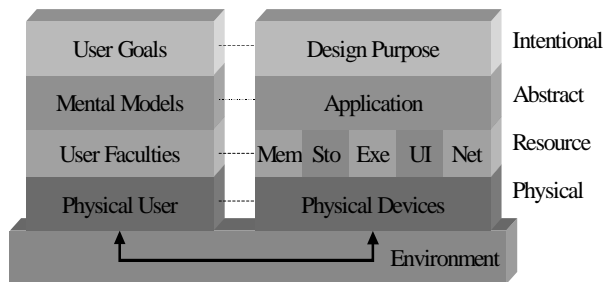 User Goals Design Purpose Intentional
Mental Models Application Abstract
User Faculties Mem Sto Exe UI Net Resource
Physical User Physical Devices Physical
Environment